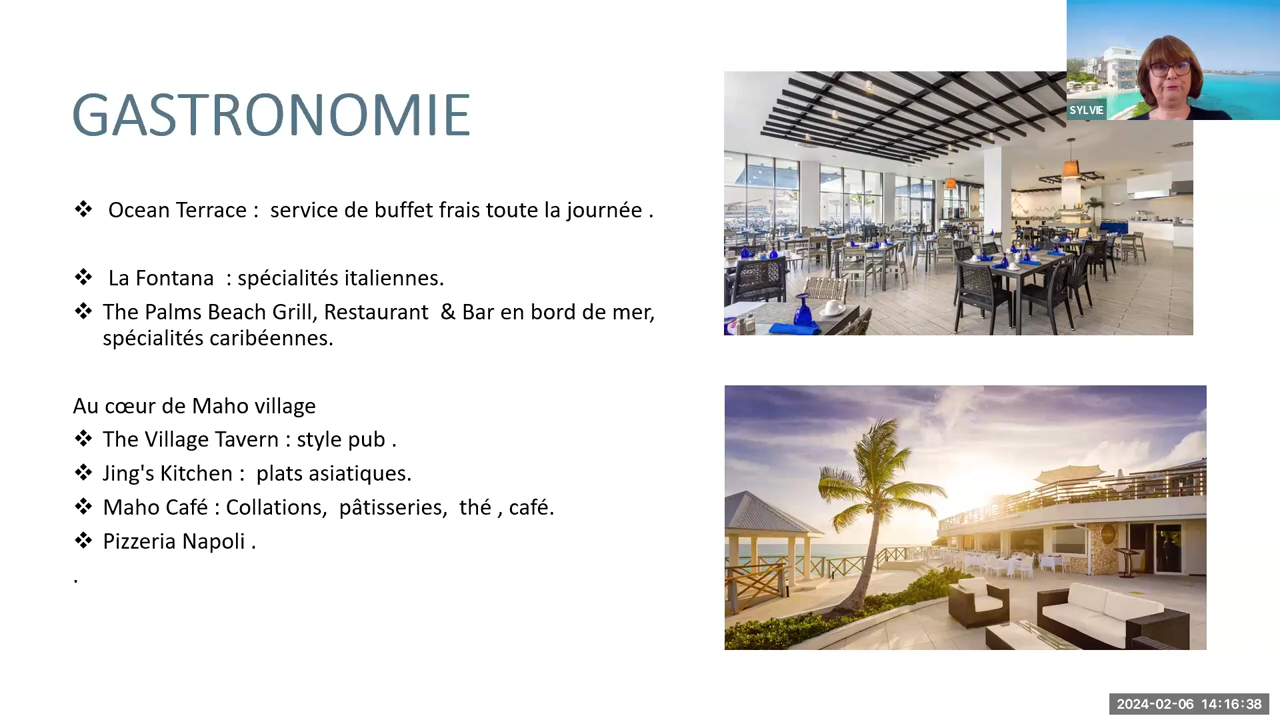 GASTRONOMIE
❖ Ocean Terrace :  service de buffet frais toute la journée .
❖ La Fontana  : spécialités italiennes.
❖ The Palms Beach Grill, Restaurant  & Bar en bord de mer,
spécialités caribéennes.
Au cœur de Maho village
❖ The Village Tavern : style pub .
❖ Jing's Kitchen :  plats asiatiques.
❖ Maho Café : Collations,  pâtisseries,  thé , café.
❖ Pizzeria Napoli .
.
SYLVIE
2024-02-06 14:16:38